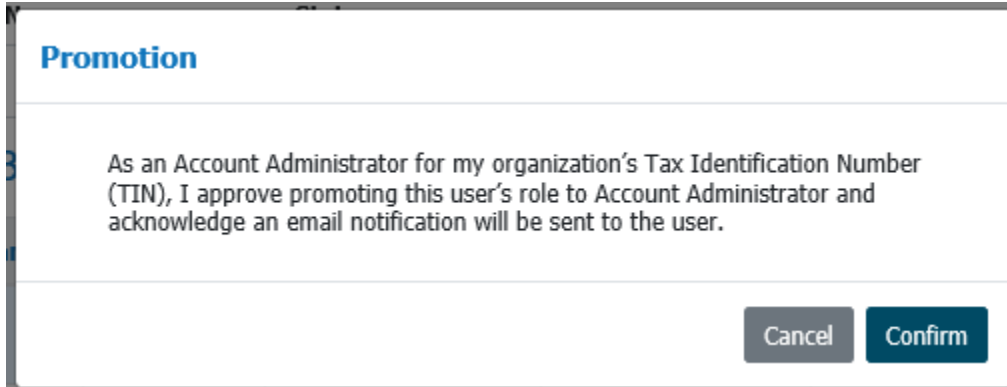 Promotion
As an Account Administrator for my organization’s Tax Identification Number
(TIN), I approve promoting this user’s role to Account Administrator and
acknowledge an email notification will be sent to the user.
Cancel Confirm